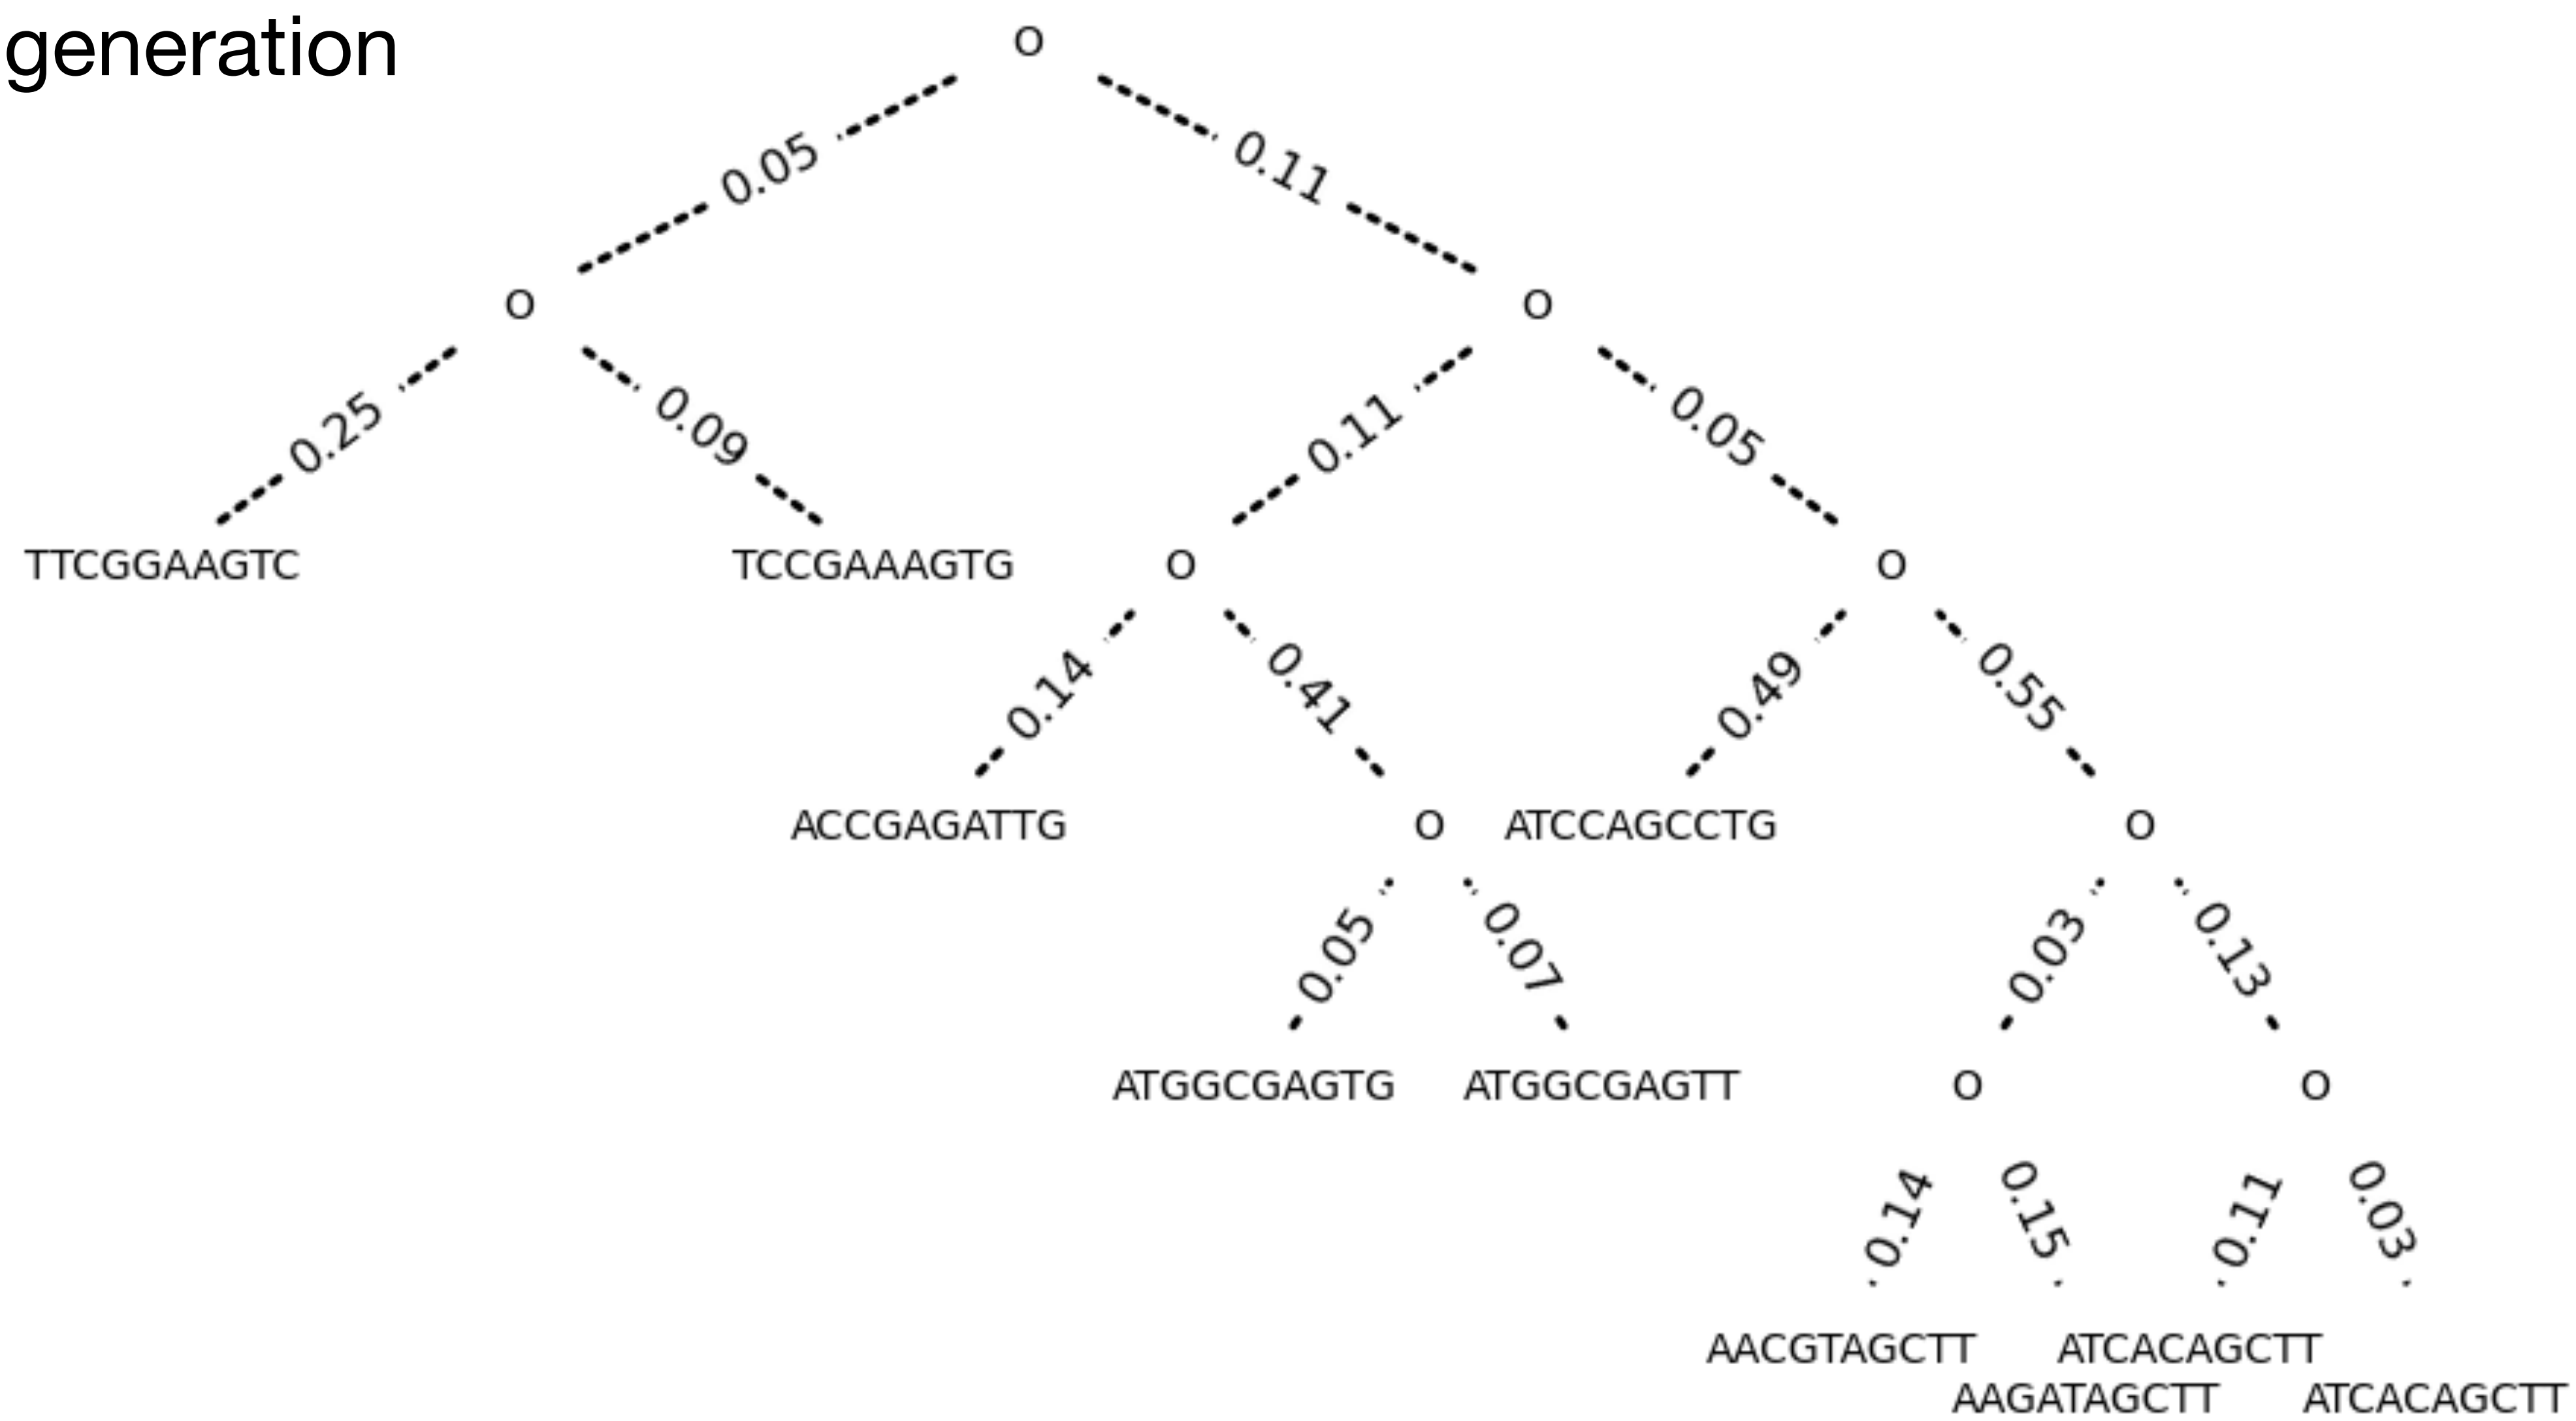 generation
O
0.05 0.11
O O
0.25 0.09 0.11 0.05
TTCGGAAGTC TCCGAAAGTG O O
0.14 0.41 0.49 0.55
ACCGAGATTG O ATCCAGCCTG O
0.05 0.07 0.03 0.13
ATGGCGAGTG ATGGCGAGTT O O
0.14 0.15 0.11 0.03
AACGTAGCTT ATCACAGCTT
AAGATAGCTT ATCACAGCTT